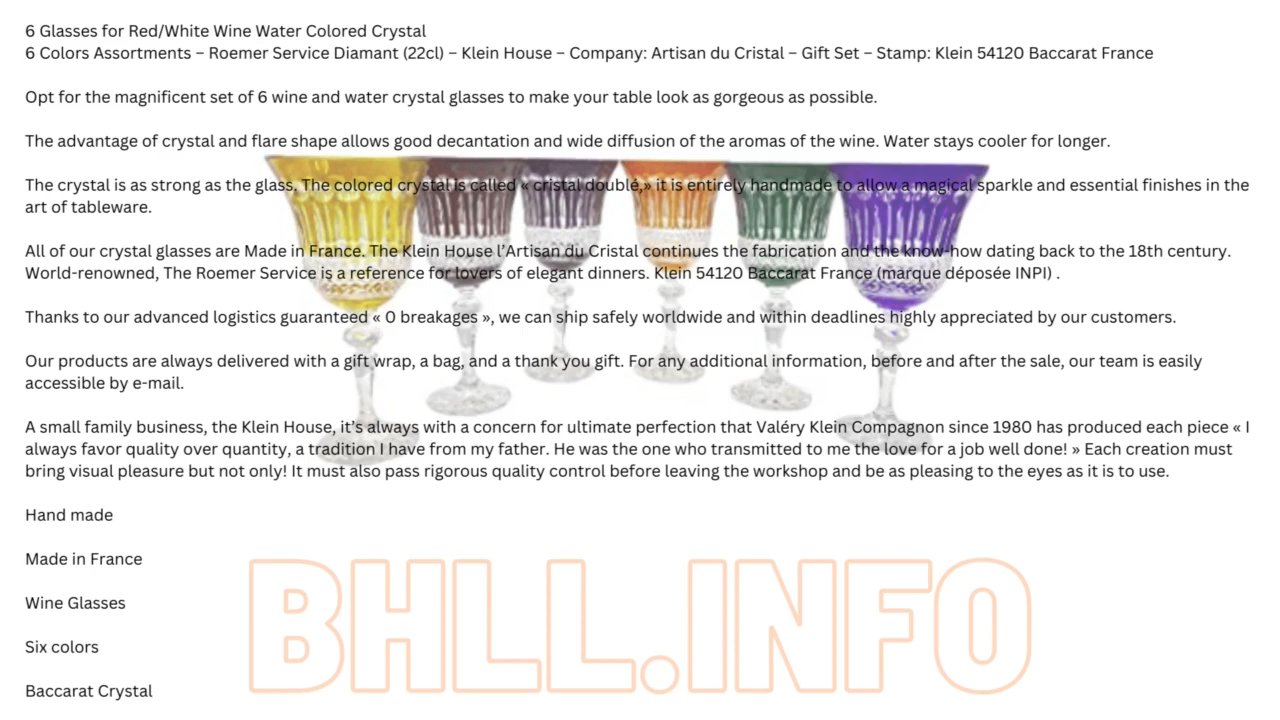 6 Glasses for Red/White Wine Water Colored Crystal
6 Colors Assortments – Roemer Service Diamant (22cl) – Klein House – Company: Artisan du Cristal – Gift Set – Stamp: Klein 54120 Baccarat France
Opt for the magnificent set of 6 wine and water crystal glasses to make your table look as gorgeous as possible.
The advantage of crystal and flare shape allows good decantation and wide diffusion of the aromas of the wine. Water stays cooler for longer.
The crystal is as strong as the glass. The colored crystal is called « cristal doublé,» it is entirely handmade to allow a magical sparkle and essential finishes in the
art of tableware.
All of our crystal glasses are Made in France. The Klein House l’Artisan du Cristal continues the fabrication and the know-how dating back to the 18th century.
World-renowned, The Roemer Service is a reference for lovers of elegant dinners. Klein 54120 Baccarat France (marque déposée INPI) .
Thanks to our advanced logistics guaranteed « 0 breakages », we can ship safely worldwide and within deadlines highly appreciated by our customers.
Our products are always delivered with a gift wrap, a bag, and a thank you gift. For any additional information, before and after the sale, our team is easily
accessible by e-mail.
A small family business, the Klein House, it’s always with a concern for ultimate perfection that Valéry Klein Compagnon since 1980 has produced each piece « I
always favor quality over quantity, a tradition I have from my father. He was the one who transmitted to me the love for a job well done! » Each creation must
bring visual pleasure but not only! It must also pass rigorous quality control before leaving the workshop and be as pleasing to the eyes as it is to use.
Hand made
Made in France
Wine Glasses
Six colors
Baccarat Crystal
BHLL.INFO